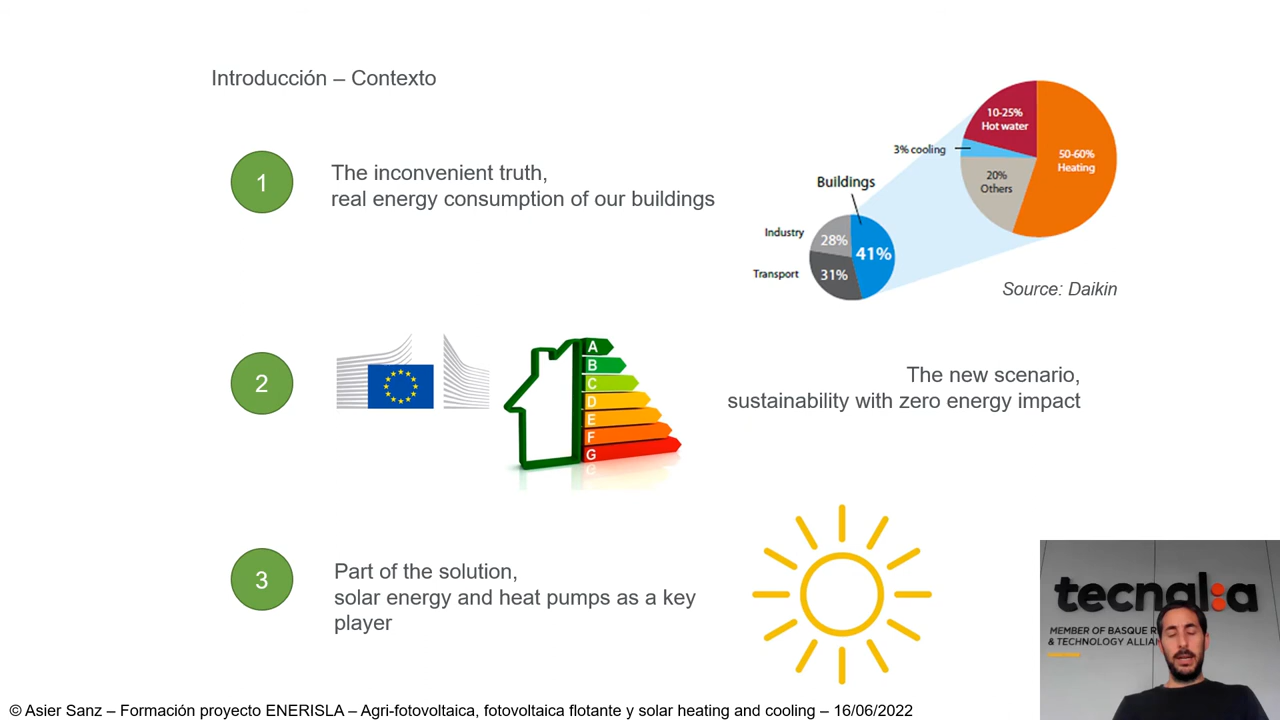 Introducción – Contexto
1
The inconvenient truth,
real energy consumption of our buildings
10-25%
Hot water
3% cooling
50-60%
Heating
20%
Others
Buildings
Industry
28%
41%
Transport
31%
Source: Daikin
2
A
B
C
D
E
F
G
The new scenario,
sustainability with zero energy impact
3
Part of the solution,
solar energy and heat pumps as a key
player
tecnalia
MEMBER OF BASQUE
& TECHNOLOGY
© Asier Sanz – Formación proyecto ENERISLA – Agri-fotovoltaica, fotovoltaica flotante y solar heating and cooling – 16/06/2022